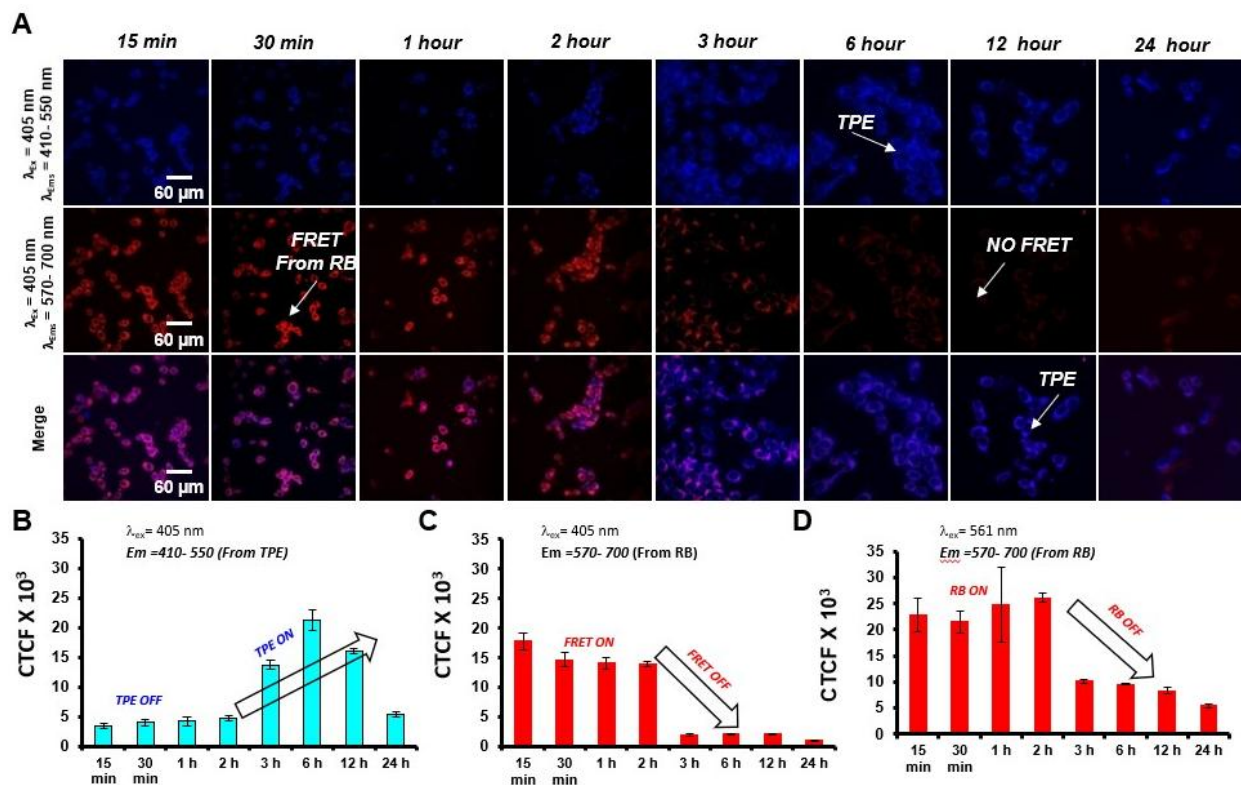 A
15 min 30 min 1 hour 2 hour 3 hour 6 hour 12 hour 24 hour
λEx = 405 nm
λEms = 410- 550 nm
60 µm
TPE
λEx = 405 nm
λEms = 570- 700 nm
60 µm
FRET
From RB
NO FRET
Merge
60 µm
TPE
B
λex= 405 nm
Em =410- 550 (From TPE)
CTCF X 10³
35
30
25
20
15
10
5
0
TPE OFF
TPE ON
15 min 30 min 1 h 2 h 3 h 6 h 12 h 24 h
C
λex= 405 nm
Em =570- 700 (From RB)
CTCF X 10³
35
30
25
20
15
10
5
0
FRET ON
FRET OFF
15 min 30 min 1 h 2 h 3 h 6 h 12 h 24 h
D
λex= 561 nm
Em =570- 700 (From RB)
CTCF X 10³
35
30
25
20
15
10
5
0
RB ON
RB OFF
15 min 30 min 1 h 2 h 3 h 6 h 12 h 24 h